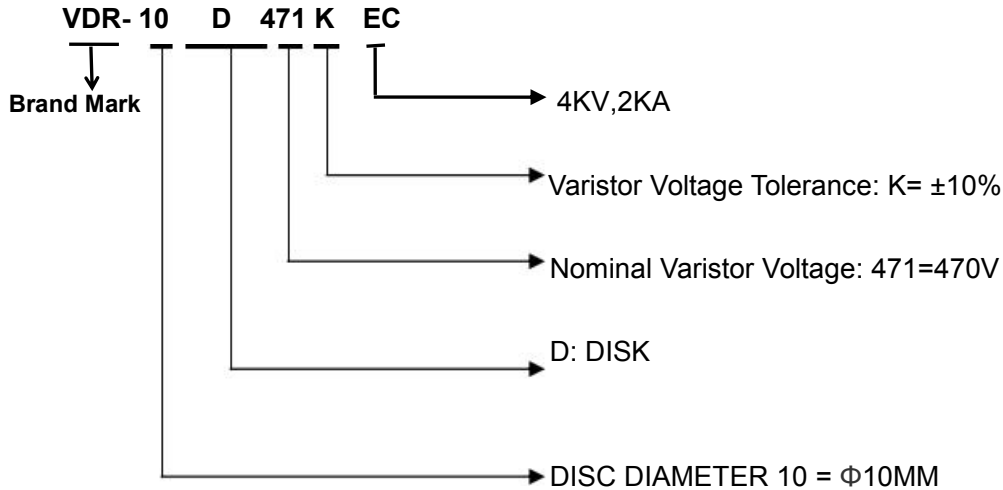 VDR- 10 D 471 K EC
Brand Mark
4KV,2KA
Varistor Voltage Tolerance: K= ±10%
Nominal Varistor Voltage: 471=470V
D: DISK
DISC DIAMETER 10 = Φ10MM